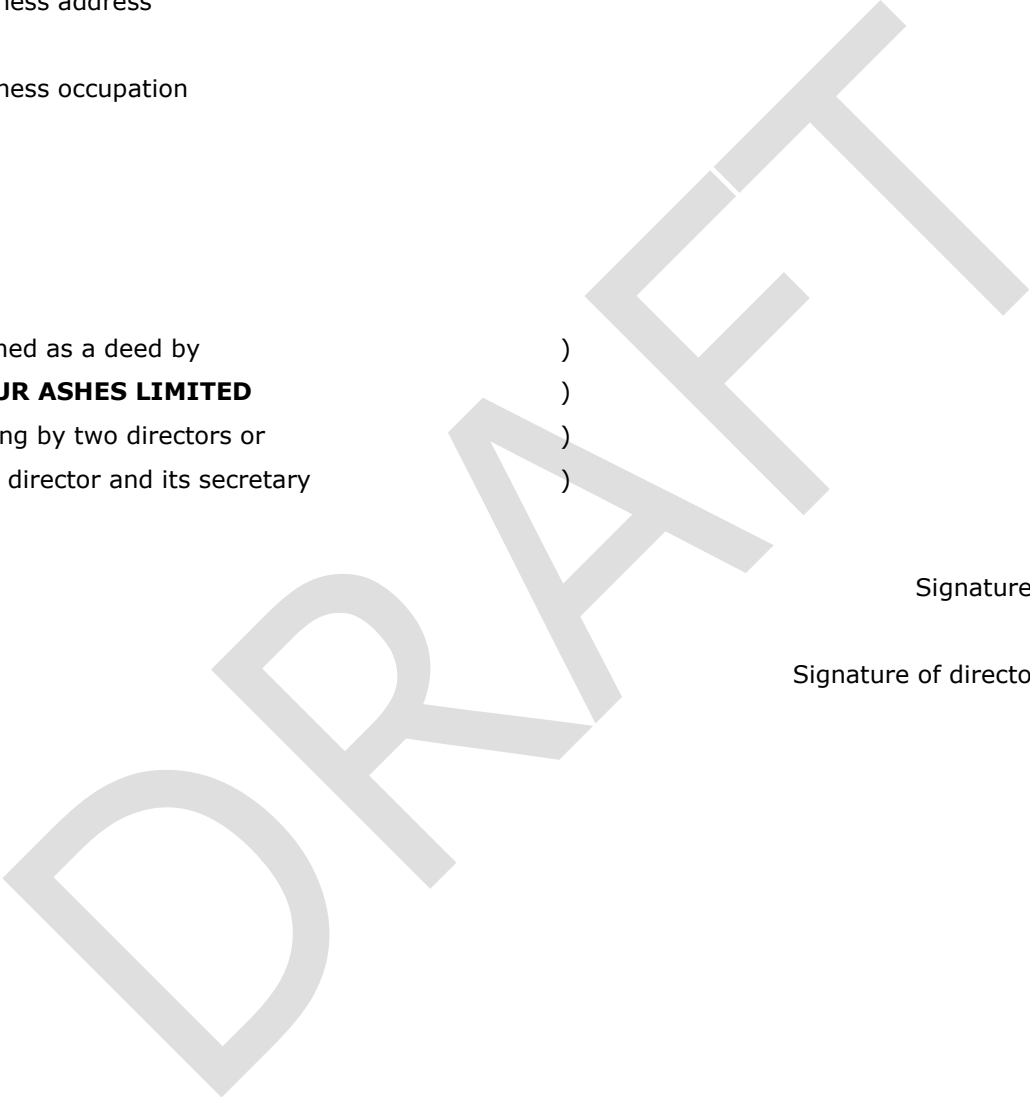 ness address
ness occupation
ned as a deed by )
UR ASHES LIMITED )
ng by two directors or )
director and its secretary )
Signature
Signature of directo
DRAFT